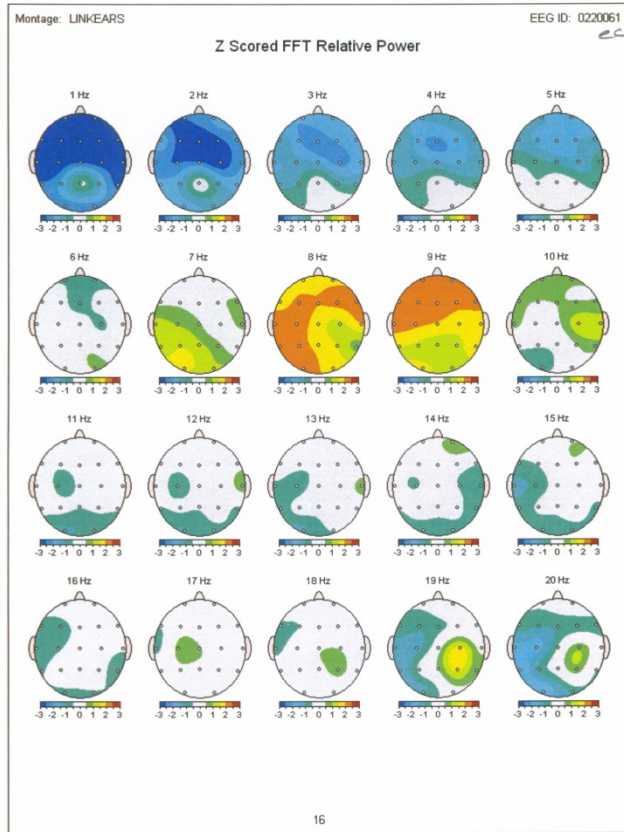 Montage: LINKEARS
EEG ID: 0220061
ec
Z Scored FFT Relative Power
1 Hz 2 Hz 3 Hz 4 Hz 5 Hz
-3 -2 -1 0 1 2 3 -3 -2 -1 0 1 2 3 -3 -2 -1 0 1 2 3 -3 -2 -1 0 1 2 3 -3 -2 -1 0 1 2 3
6 Hz 7 Hz 8 Hz 9 Hz 10 Hz
-3 -2 -1 0 1 2 3 -3 -2 -1 0 1 2 3 -3 -2 -1 0 1 2 3 -3 -2 -1 0 1 2 3 -3 -2 -1 0 1 2 3
11 Hz 12 Hz 13 Hz 14 Hz 15 Hz
-3 -2 -1 0 1 2 3 -3 -2 -1 0 1 2 3 -3 -2 -1 0 1 2 3 -3 -2 -1 0 1 2 3 -3 -2 -1 0 1 2 3
16 Hz 17 Hz 18 Hz 19 Hz 20 Hz
-3 -2 -1 0 1 2 3 -3 -2 -1 0 1 2 3 -3 -2 -1 0 1 2 3 -3 -2 -1 0 1 2 3 -3 -2 -1 0 1 2 3
16